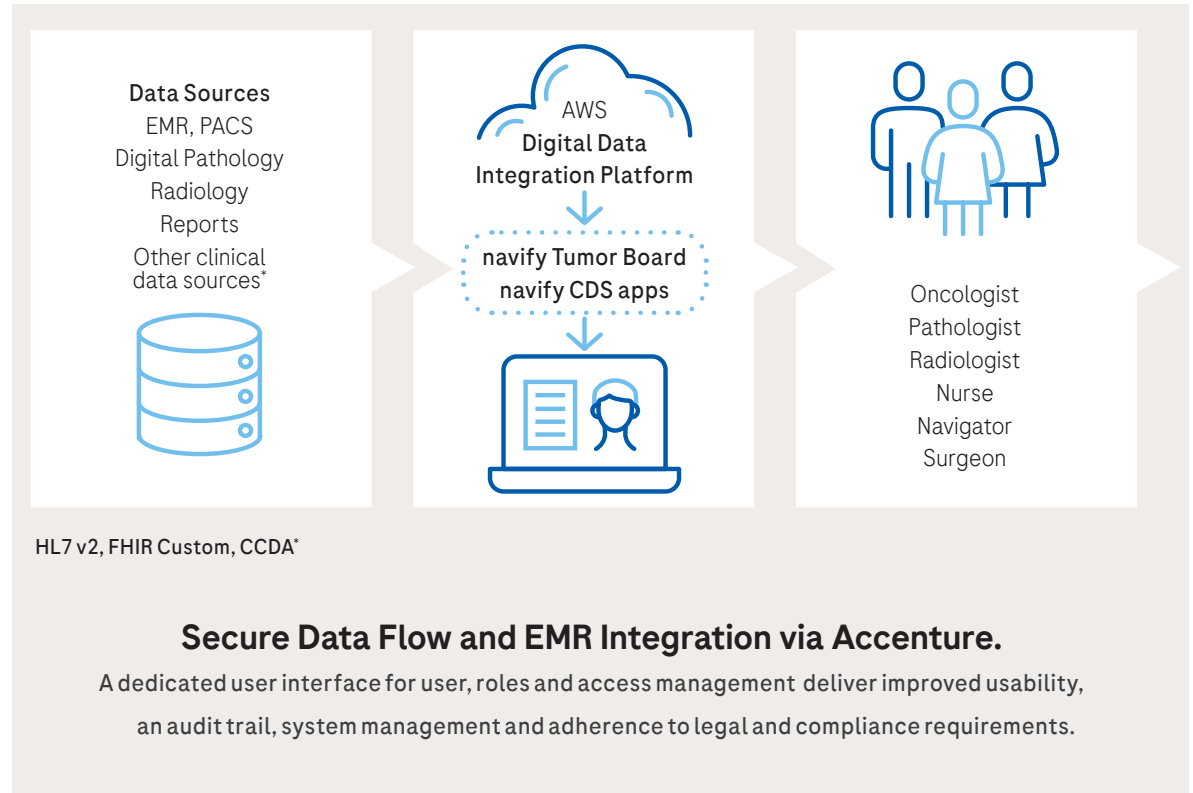 Data Sources
EMR, PACS
Digital Pathology
Radiology
Reports
Other clinical
data sources*
AWS
Digital Data
Integration Platform
navify Tumor Board
navify CDS apps
Oncologist
Pathologist
Radiologist
Nurse
Navigator
Surgeon
HL7 v2, FHIR Custom, CCDA*
Secure Data Flow and EMR Integration via Accenture.
A dedicated user interface for user, roles and access management deliver improved usability,
an audit trail, system management and adherence to legal and compliance requirements.